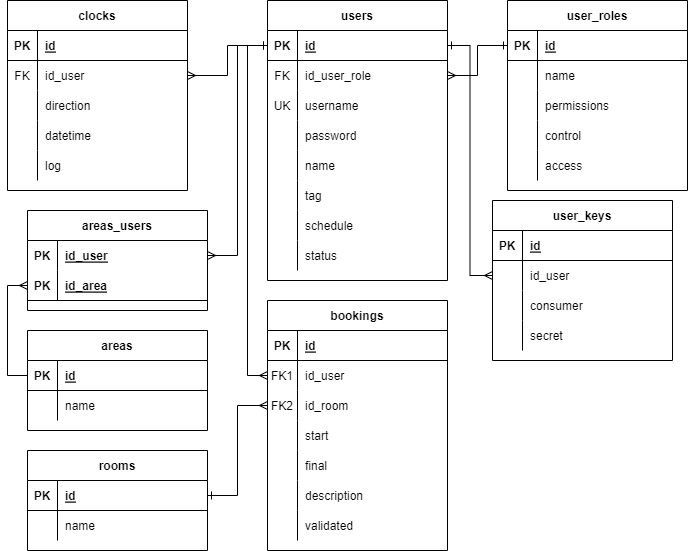 clocks
PK id
FK id_user
direction
datetime
log
users
PK id
FK id_user_role
UK username
password
name
tag
schedule
status
user_roles
PK id
name
permissions
control
access
areas_users
PK id_user
PK id_area
user_keys
PK id
id_user
consumer
secret
areas
PK id
name
bookings
PK id
FK1 id_user
FK2 id_room
start
final
description
validated
rooms
PK id
name